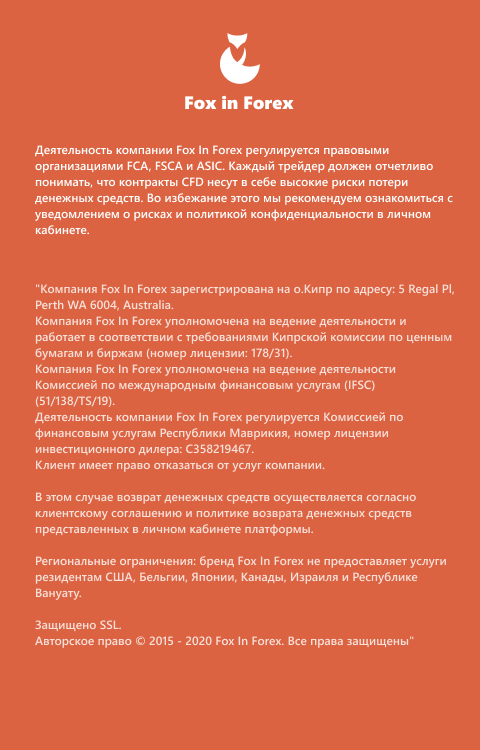 Fox in Forex
Деятельность компании Fox In Forex регулируется правовыми
организациями FCA, FSCA и ASIC. Каждый трейдер должен отчетливо
понимать, что контракты CFD несут в себе высокие риски потери
денежных средств. Во избежание этого мы рекомендуем ознакомиться с
уведомлением о рисках и политикой конфиденциальности в личном
кабинете.
"Компания Fox In Forex зарегистрирована на о.Кипр по адресу: 5 Regal Pl,
Perth WA 6004, Australia.
Компания Fox In Forex уполномочена на ведение деятельности и
работает в соответствии с требованиями Кипрской комиссии по ценным
бумагам и биржам (номер лицензии: 178/31).
Компания Fox In Forex уполномочена на ведение деятельности
Комиссией по международным финансовым услугам (IFSC)
(51/138/TS/19).
Деятельность компании Fox In Forex регулируется Комиссией по
финансовым услугам Республики Маврикия, номер лицензии
инвестиционного дилера: C358219467.
Клиент имеет право отказаться от услуг компании.
В этом случае возврат денежных средств осуществляется согласно
клиентскому соглашению и политике возврата денежных средств
представленных в личном кабинете платформы.
Региональные ограничения: бренд Fox In Forex не предоставляет услуги
резидентам США, Бельгии, Японии, Канады, Израиля и Республике
Вануату.
Защищено SSL.
Авторское право © 2015 - 2020 Fox In Forex. Все права защищены"